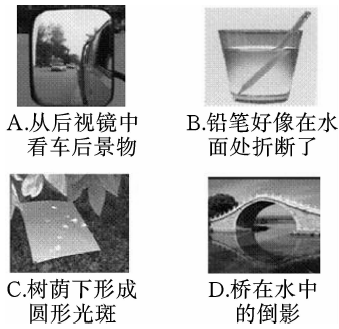 A.从后视镜中
看车后景物
B.铅笔好像在水
面处折断了
C.树荫下形成
圆形光斑
D.桥在水中
的倒影